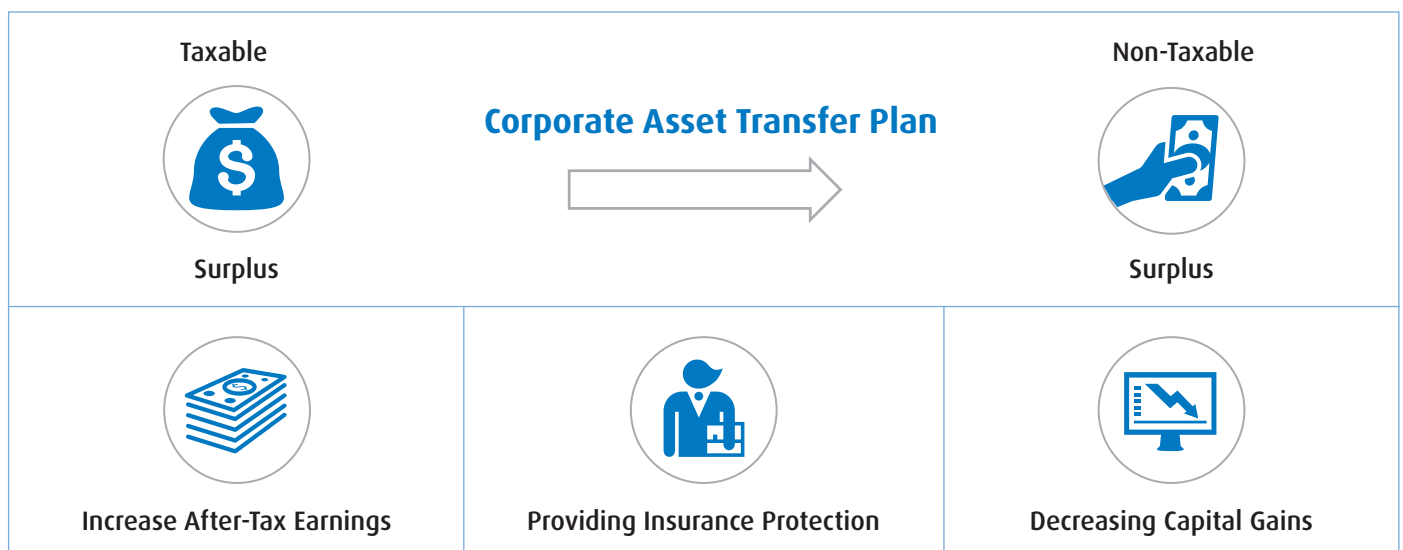 Taxable
Non-Taxable
Corporate Asset Transfer Plan
$
Surplus
Surplus
$
Increase After-Tax Earnings
Providing Insurance Protection
Decreasing Capital Gains